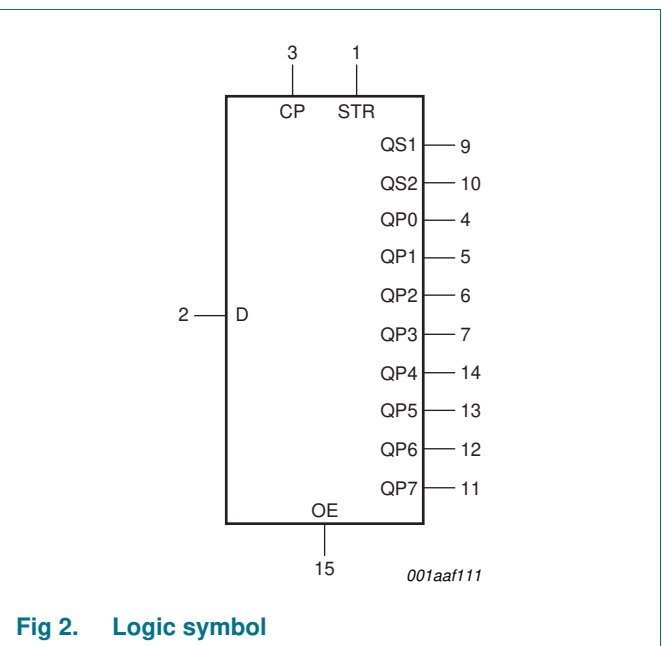 3 1
CP STR
QS1 9
QS2 10
QP0 4
QP1 5
QP2 6
2 D
QP3 7
QP4 14
QP5 13
QP6 12
QP7 11
OE
15
001aaf111
Fig 2. Logic symbol